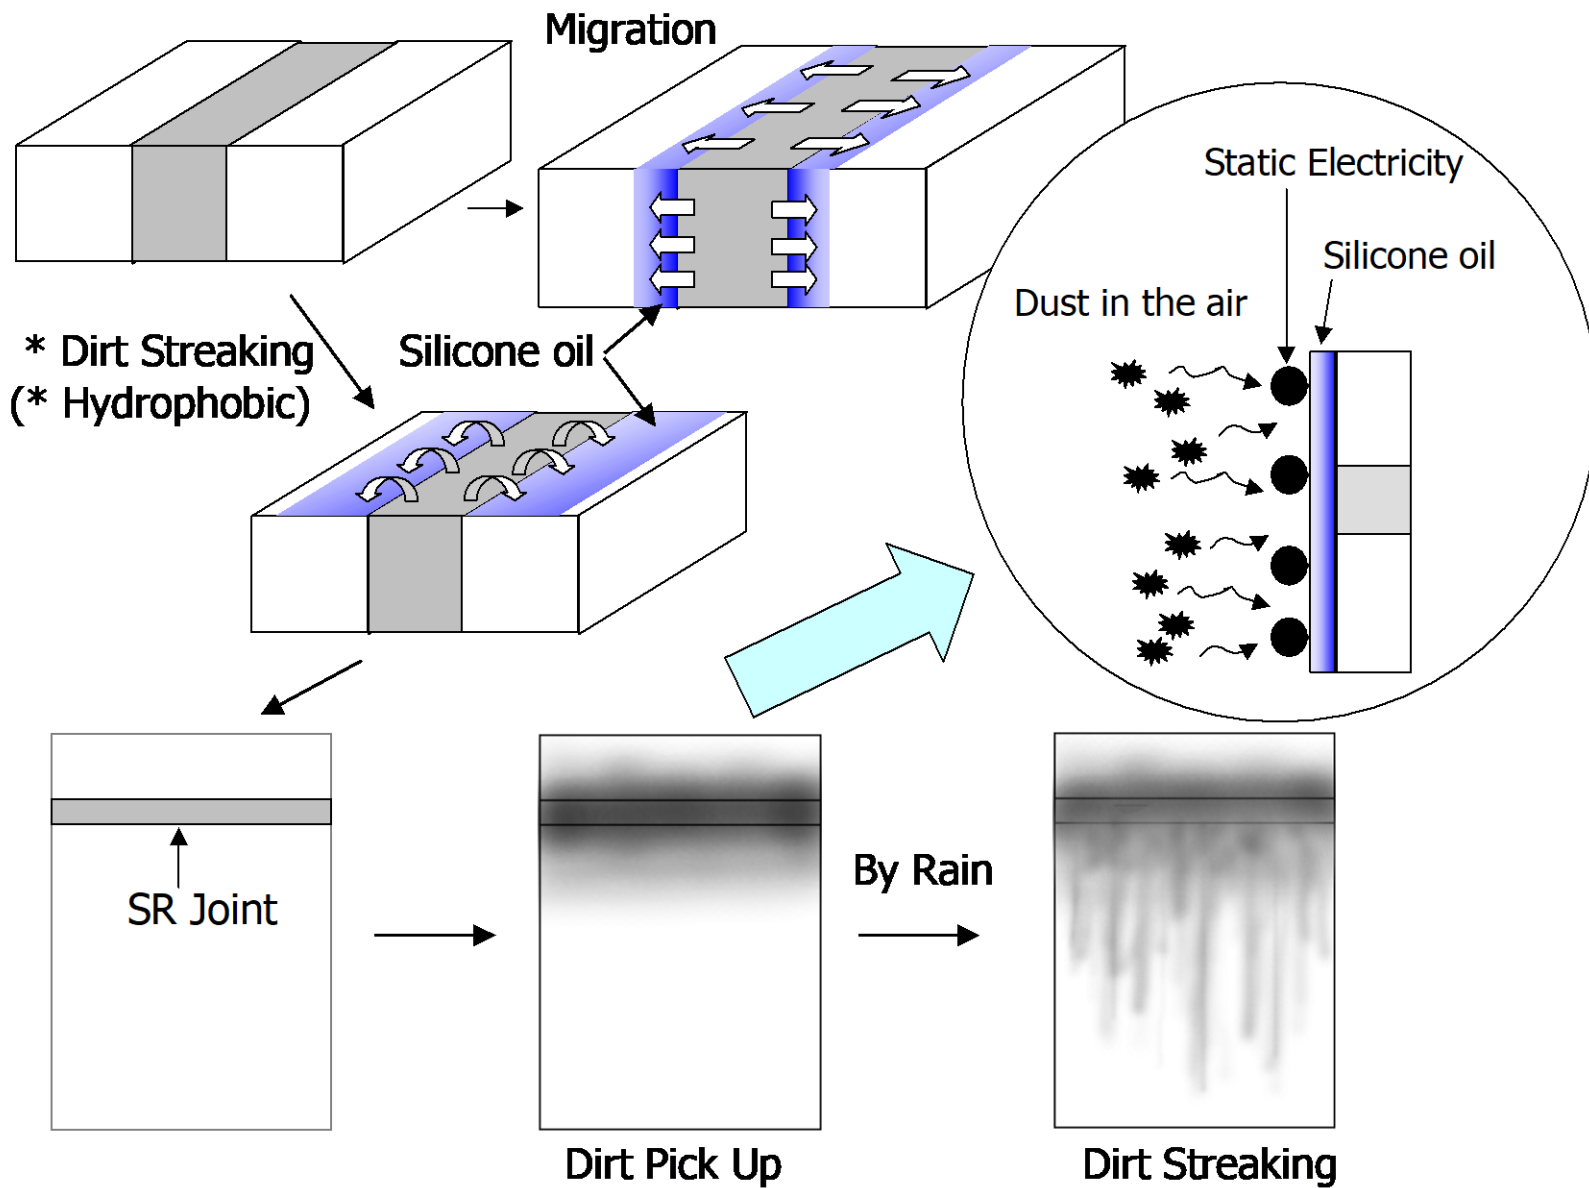 Migration
Static Electricity
Silicone oil
Dust in the air
* Dirt Streaking
(* Hydrophobic)
Silicone oil
SR Joint
By Rain
Dirt Pick Up
Dirt Streaking